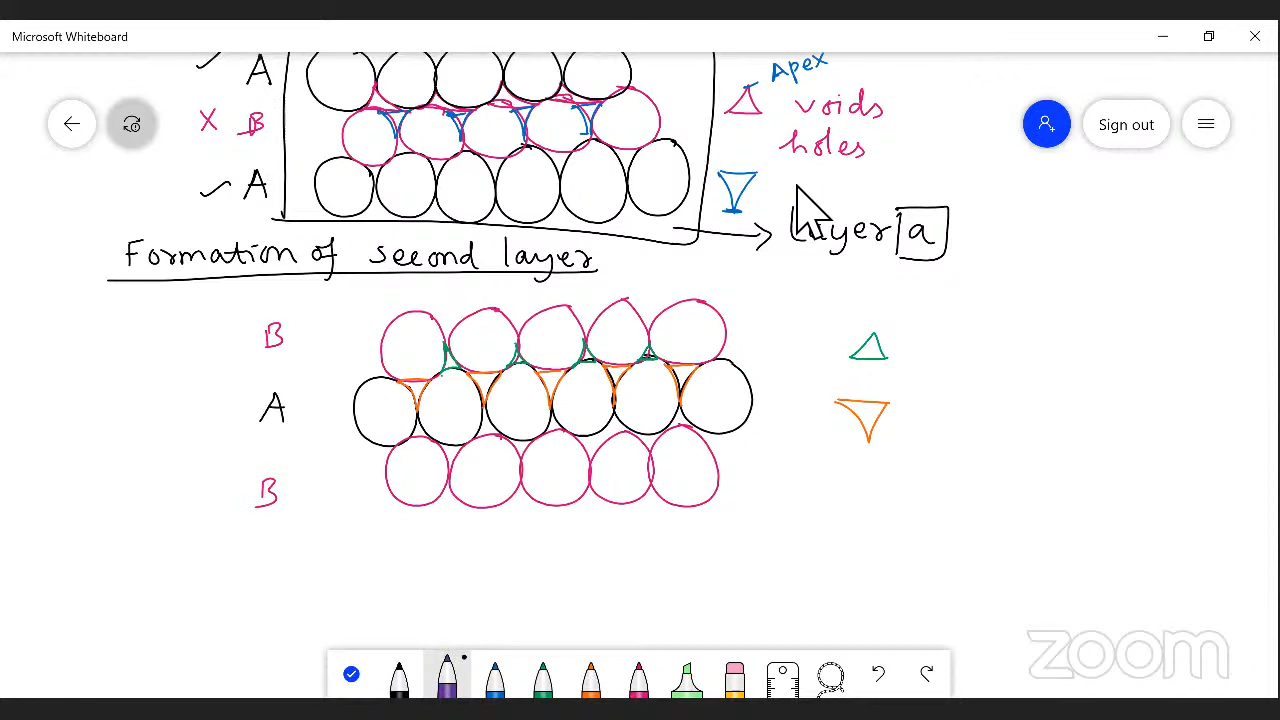 Microsoft Whiteboard
Sign out
A
Apex
X B
voids
holes
A
layer a
Formation of second layer
B
A
B
zoom